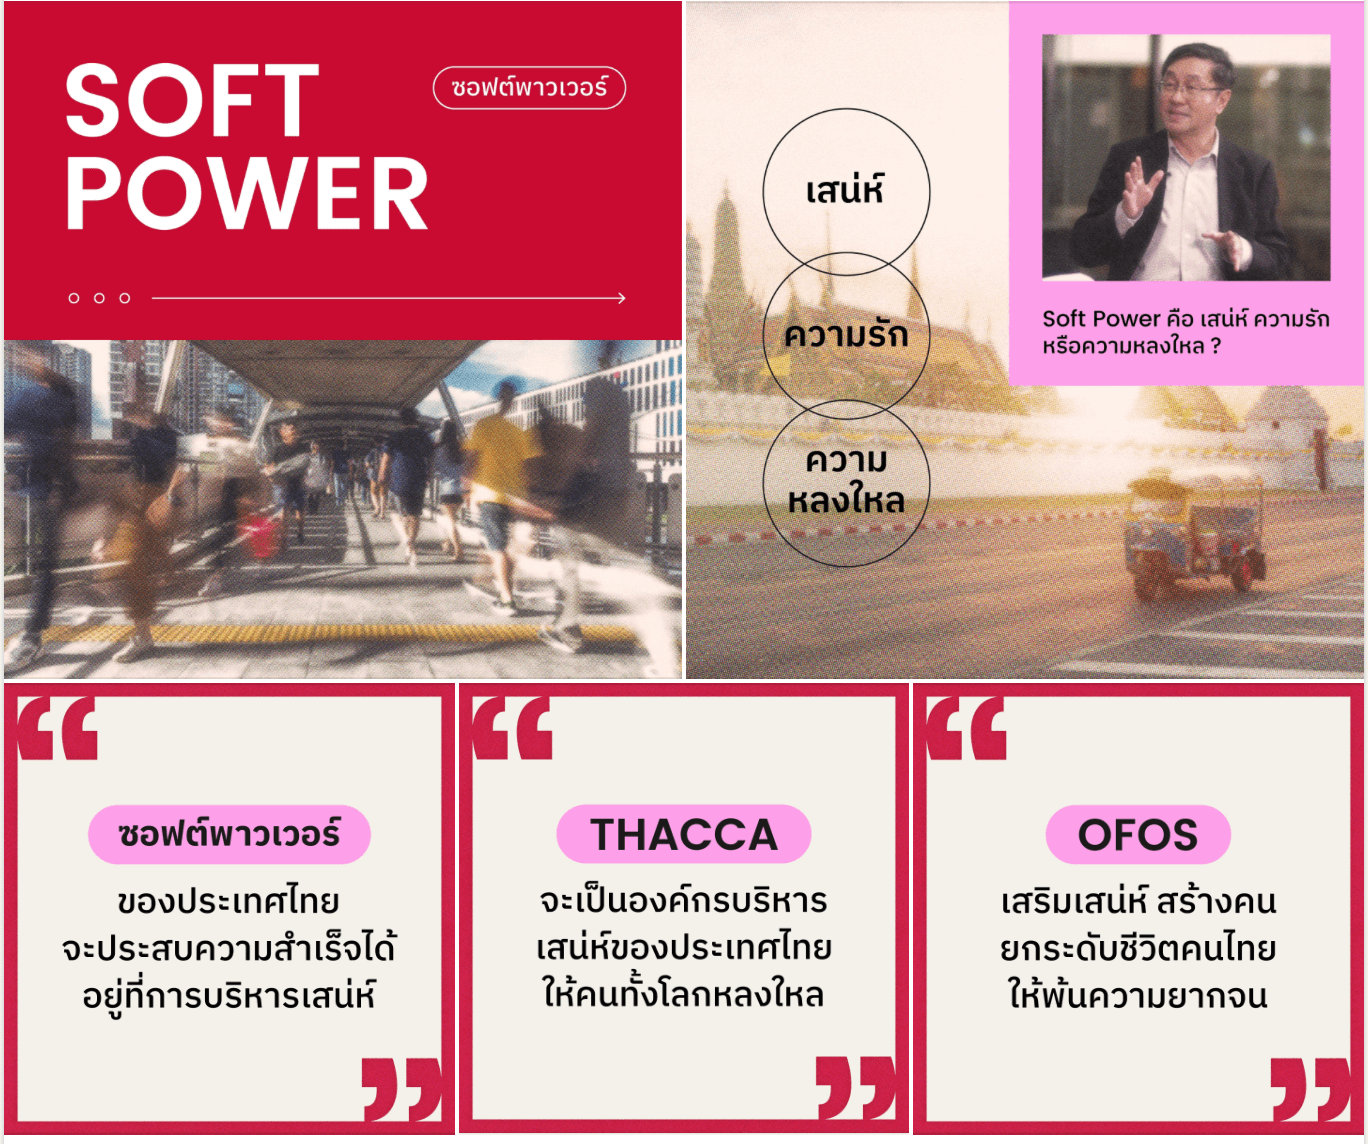 SOFT
POWER
ซอฟต์พาวเวอร์
เสน่ห์
ความรัก
ความ
หลงใหล
Soft Power คือ เสน่ห์ ความรัก
หรือความหลงใหล ?
“
ซอฟต์พาวเวอร์
ของประเทศไทย
จะประสบความสำเร็จได้
อยู่ที่การบริหารเสน่ห์
”
“
THACCA
จะเป็นองค์กรบริหาร
เสน่ห์ของประเทศไทย
ให้คนทั้งโลกหลงใหล
”
“
OFOS
เสริมเสน่ห์ สร้างคน
ยกระดับชีวิตคนไทย
ให้พ้นความยากจน
”